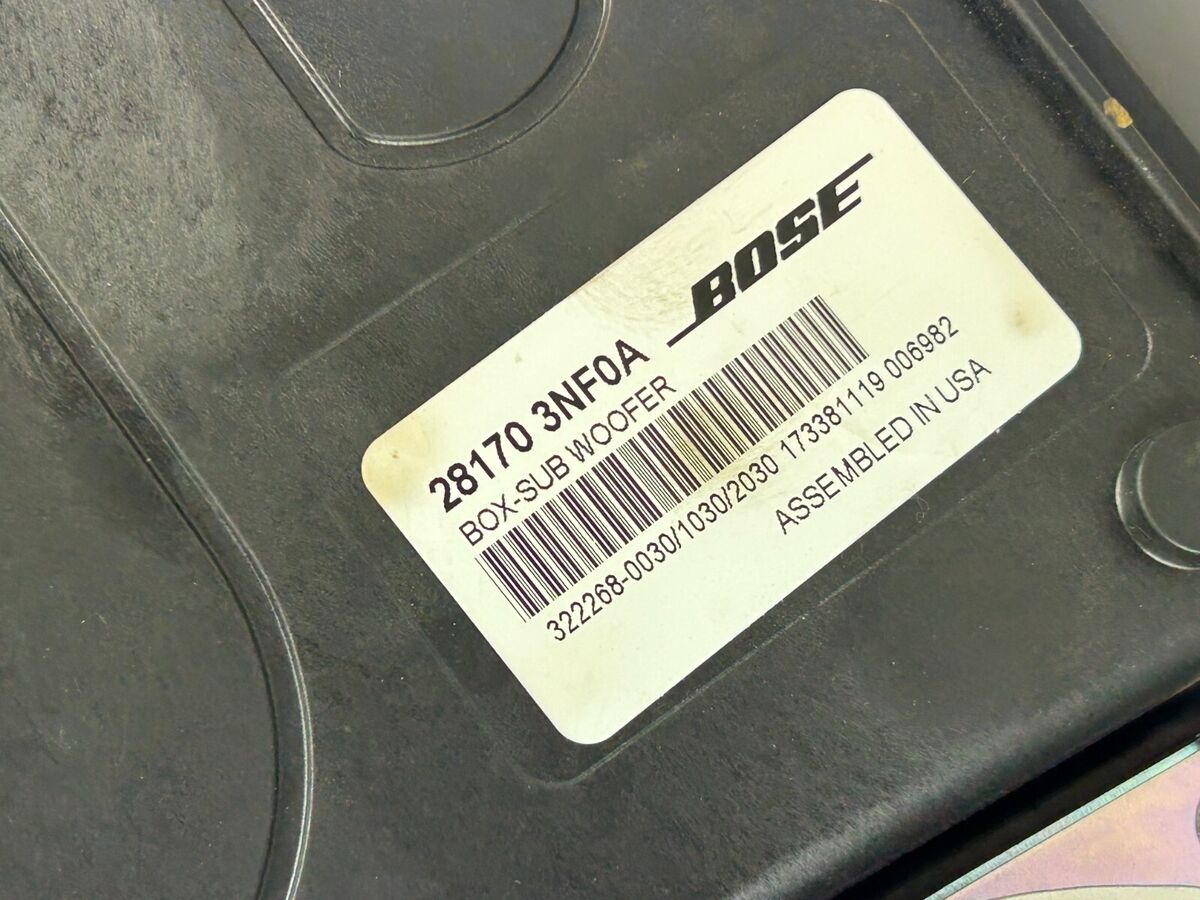 BOSE
28170 3NF0A
BOX-SUB WOOFER
322268-0030/1030/2030 173381119 006982
ASSEMBLED IN USA